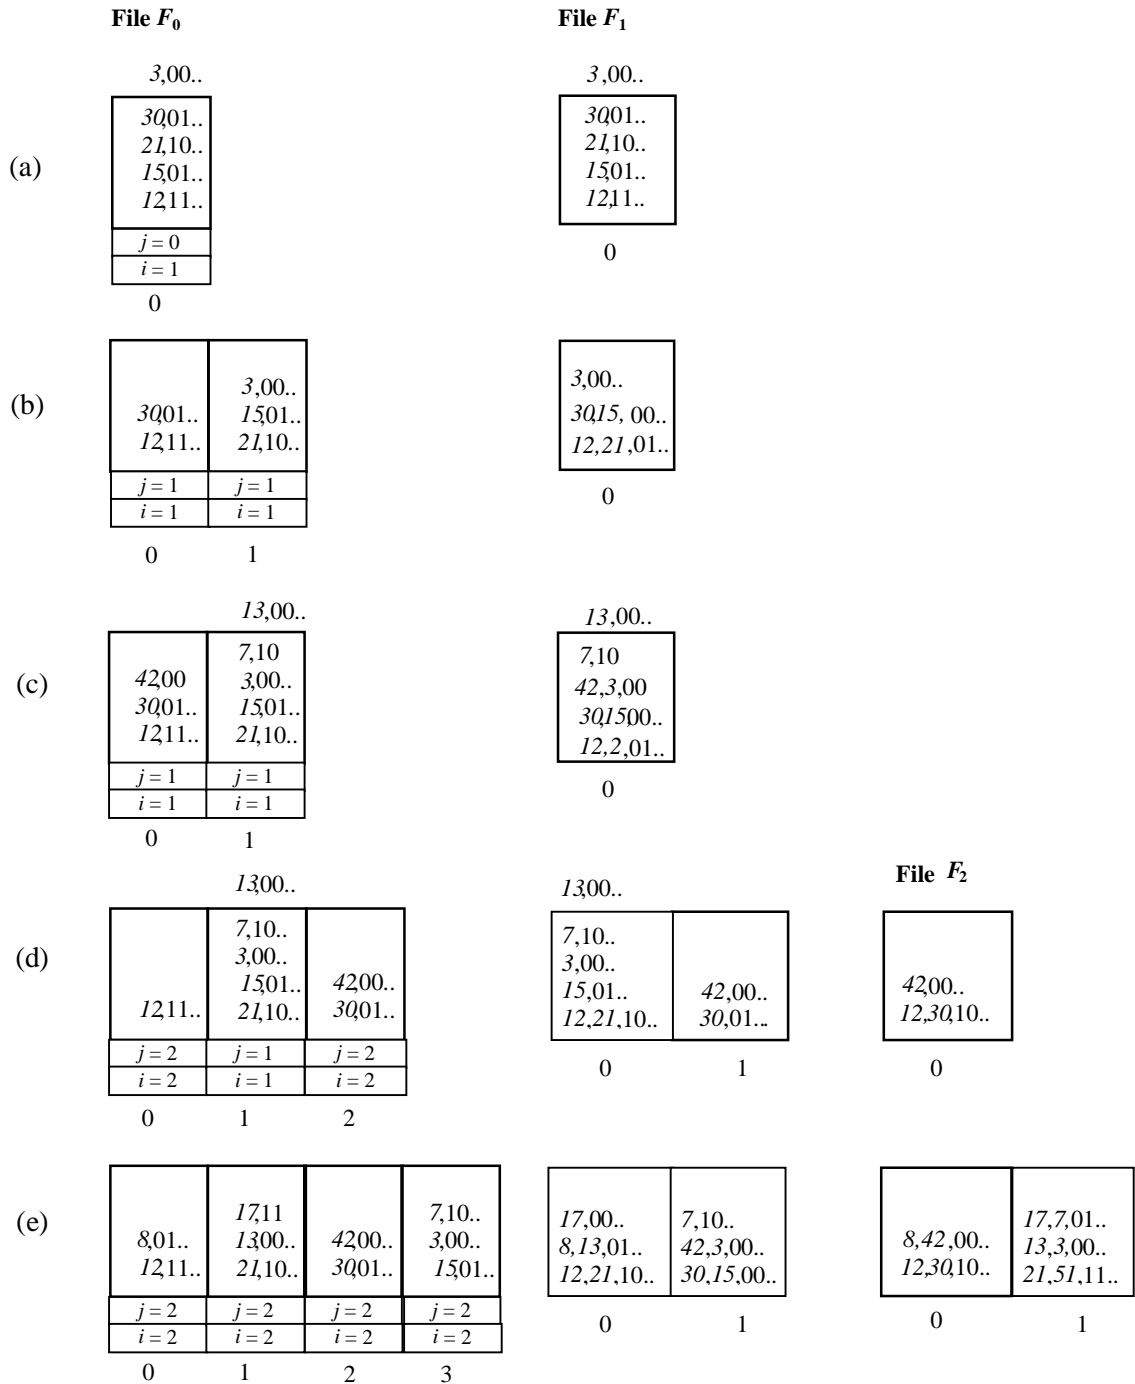 File F0 File F1
3,00.. 3,00..
(a)
30,01.. 30,01..
21,10.. 21,10..
15,01.. 15,01..
12,11.. 12,11..
j = 0
i = 1
0 0
(b)
3,00.. 3,00..
30,01.. 15,01.. 30,15, 00..
12,11.. 21,10.. 12,21,01..
j = 1 j = 1
i = 1 i = 1
0 1 0
13,00.. 13,00..
(c)
7,10 7,10
42,00 3,00.. 42,3,00
30,01.. 15,01.. 30,15,00..
12,11.. 21,10.. 12,2,01..
j = 1 j = 1
i = 1 i = 1
0 1 0
13,00.. 13,00.. File F2
(d)
7,10.. 7,10..
3,00.. 3,00..
15,01.. 42,00.. 15,01.. 42,00.. 42,00..
12,11.. 21,10.. 30,01.. 12,21,10.. 30,01.. 12,30,10..
j = 2 j = 1 j = 2
i = 2 i = 1 i = 2
0 1 2 0 1 0
(e)
17,11 7,10.. 17,00.. 7,10.. 17,7,01..
8,01.. 13,00.. 42,00.. 3,00.. 8,13,01.. 42,3,00.. 8,42,00.. 13,3,00..
12,11.. 21,10.. 30,01.. 15,01.. 12,21,10.. 30,15,00.. 12,30,10.. 21,51,11..
j = 2 j = 2 j = 2 j = 2
i = 2 i = 2 i = 2 i = 2
0 1 2 3 0 1 0 1